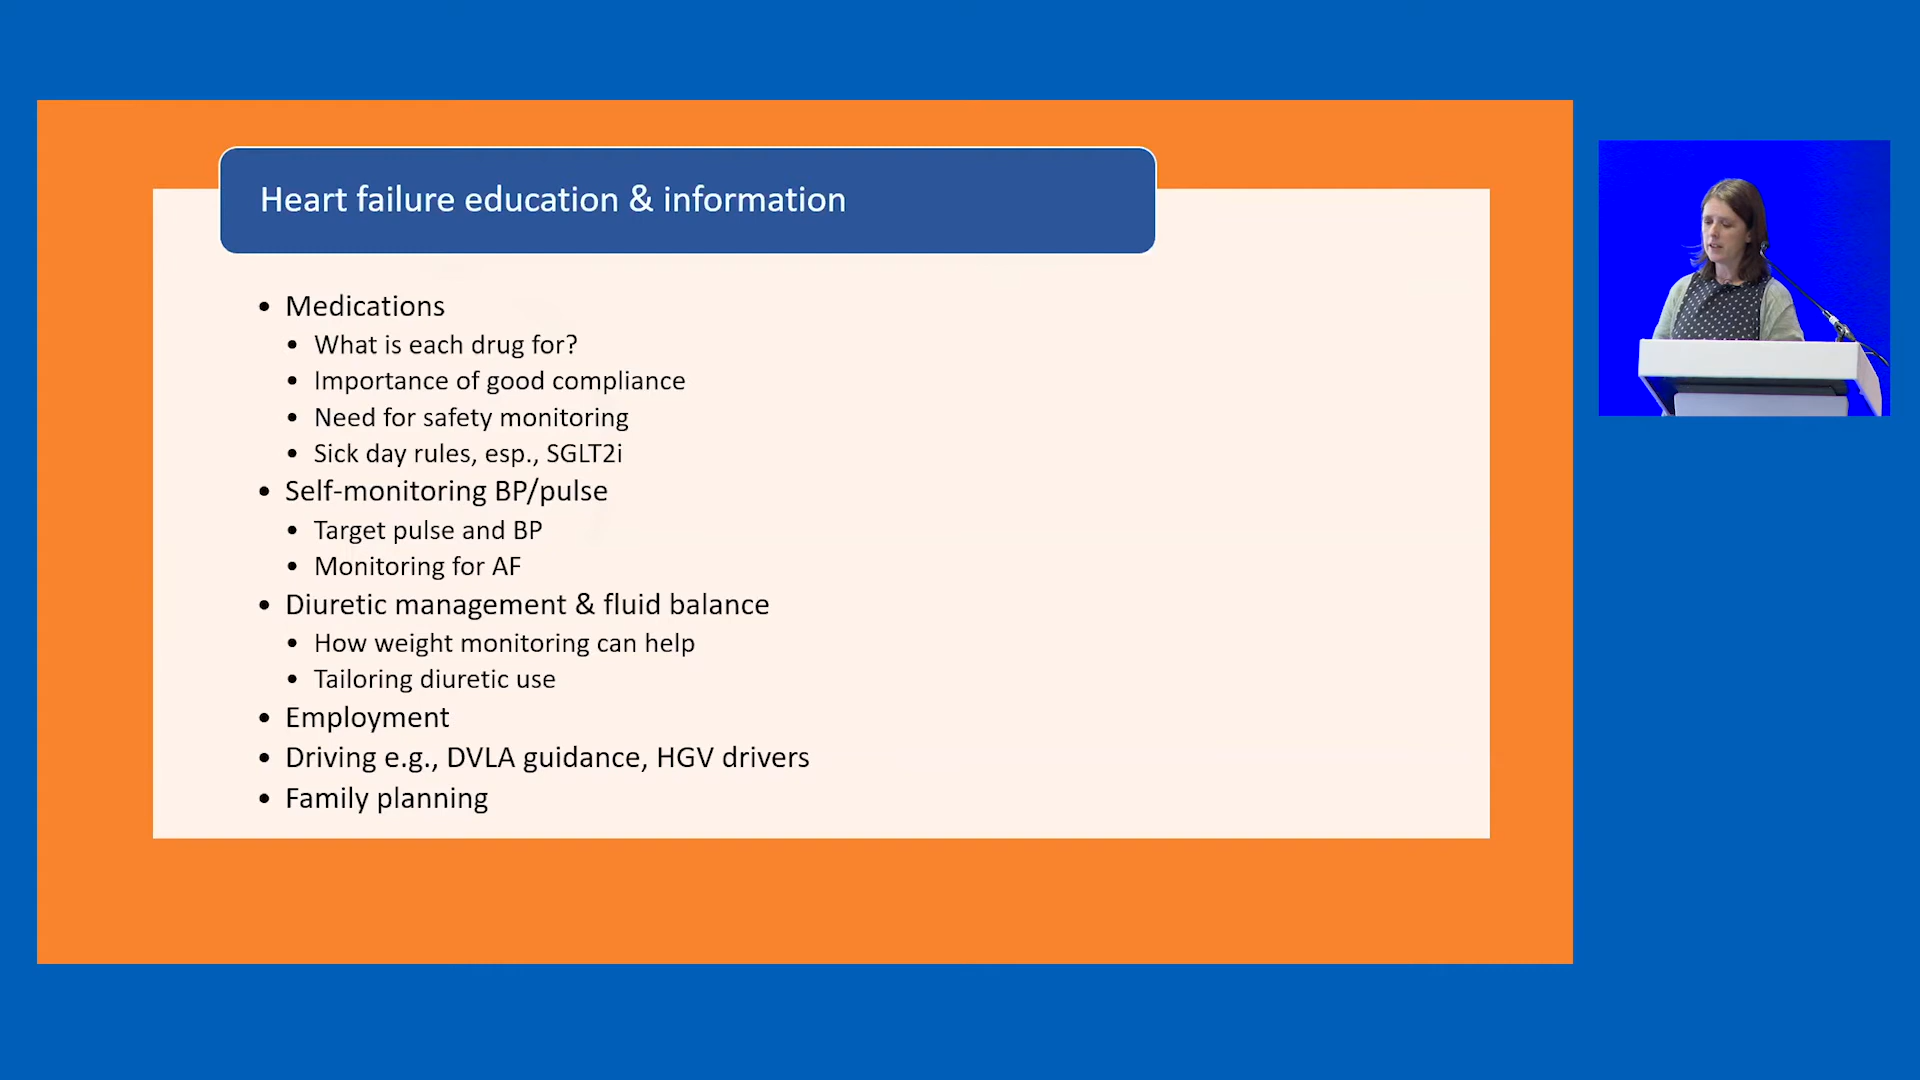 Heart failure education & information
• Medications
• What is each drug for?
• Importance of good compliance
• Need for safety monitoring
• Sick day rules, esp., SGLT2i
• Self-monitoring BP/pulse
• Target pulse and BP
• Monitoring for AF
• Diuretic management & fluid balance
• How weight monitoring can help
• Tailoring diuretic use
• Employment
• Driving e.g., DVLA guidance, HGV drivers
• Family planning